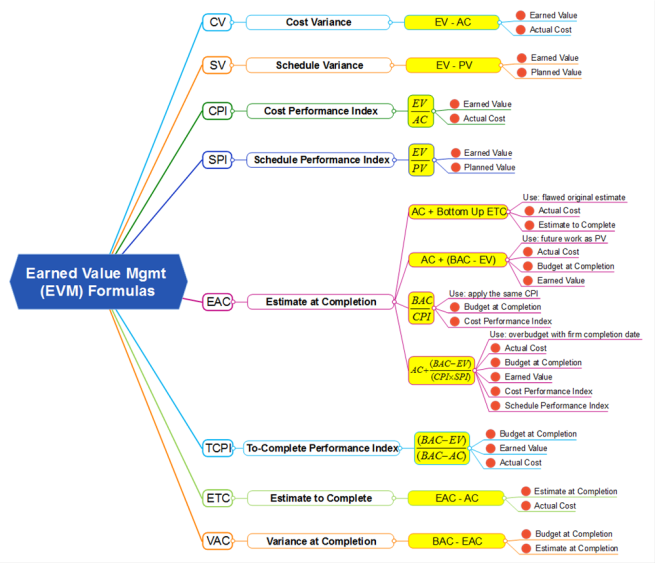 Earned Value Mgmt
(EVM) Formulas
CV
Cost Variance
EV - AC
Earned Value
Actual Cost
SV
Schedule Variance
EV - PV
Earned Value
Planned Value
CPI
Cost Performance Index
EV
AC
Earned Value
Actual Cost
SPI
Schedule Performance Index
EV
PV
Earned Value
Planned Value
EAC
Estimate at Completion
AC + Bottom Up ETC
Use: flawed original estimate
Actual Cost
Estimate to Complete
AC + (BAC - EV)
Use: future work as PV
Actual Cost
Budget at Completion
Earned Value
BAC
CPI
Use: apply the same CPI
Budget at Completion
Cost Performance Index
AC+(BAC−EV)
(CPI×SPI)
Use: overbudget with firm completion date
Actual Cost
Budget at Completion
Earned Value
Cost Performance Index
Schedule Performance Index
TCPI
To-Complete Performance Index
(BAC−EV)
(BAC−AC)
Budget at Completion
Earned Value
Actual Cost
ETC
Estimate to Complete
EAC - AC
Estimate at Completion
Actual Cost
VAC
Variance at Completion
BAC - EAC
Budget at Completion
Estimate at Completion